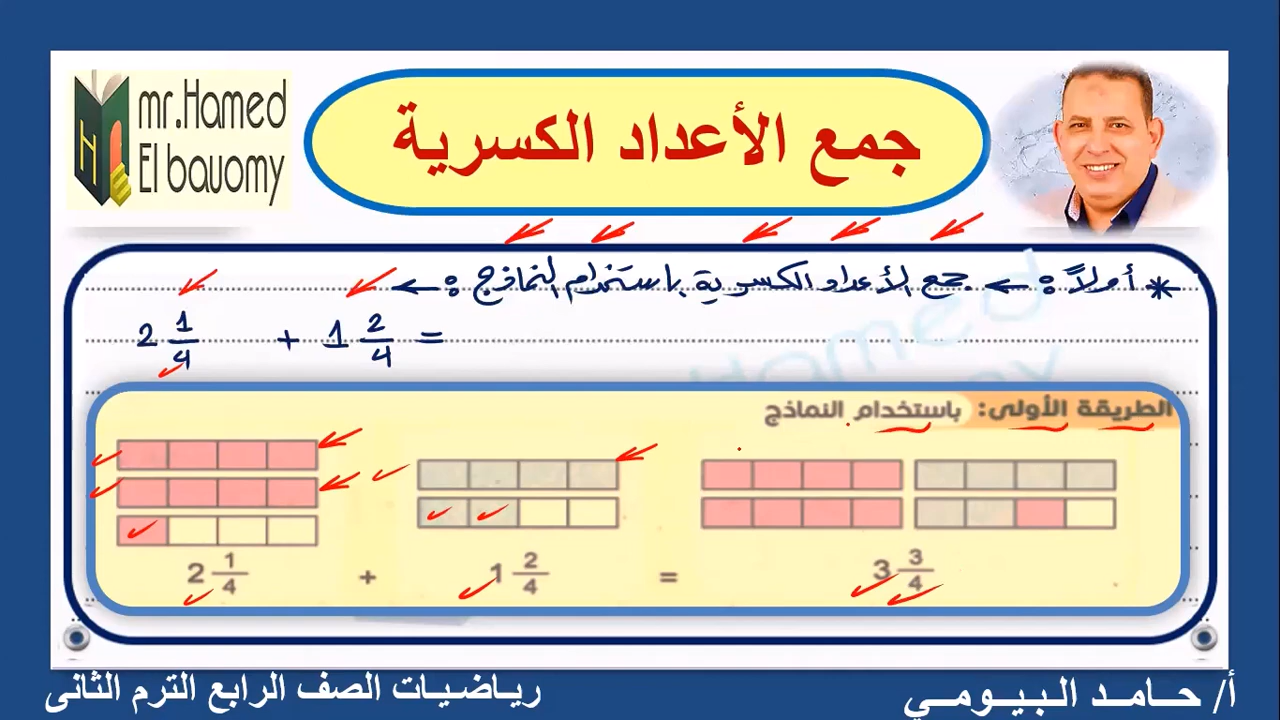 mr.Hamed
El bauomy
جمع الأعداد الكسرية
* أولاً : ← جمع الأعداد الكسرية باستخدام النماذج : ←
2 1/4 + 1 2/4 =
الطريقة الأولى: باستخدام النماذج
2 1/4 + 1 2/4 = 3 3/4
أ/ حامد البيومي
رياضيات الصف الرابع الترم الثانى